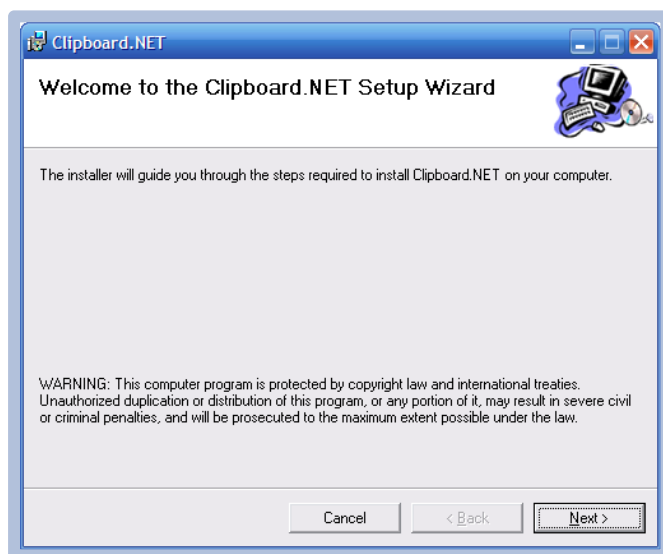 Clipboard.NET
Welcome to the Clipboard.NET Setup Wizard
The installer will guide you through the steps required to install Clipboard.NET on your computer.
WARNING: This computer program is protected by copyright law and international treaties.
Unauthorized duplication or distribution of this program, or any portion of it, may result in severe civil
or criminal penalties, and will be prosecuted to the maximum extent possible under the law.
Cancel < Back Next >